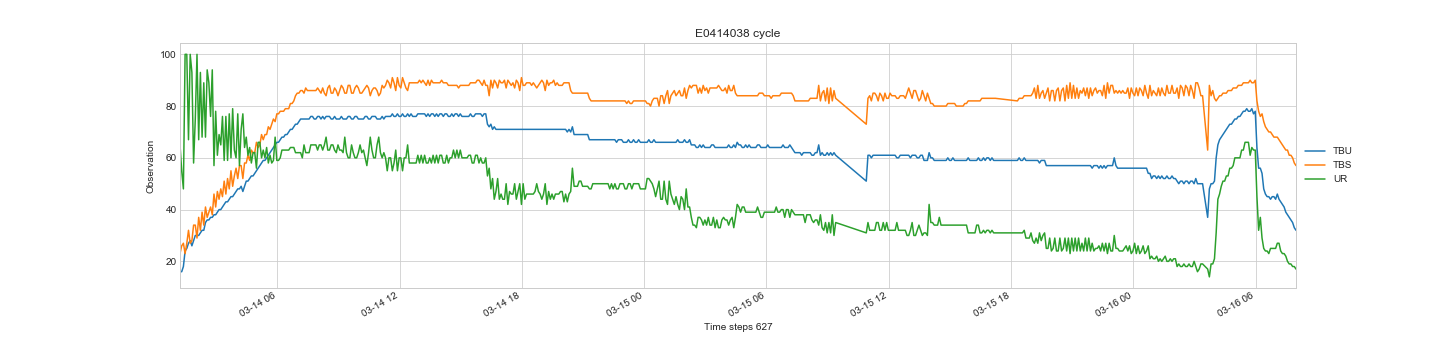 E0414038 cycle
Observation
100
80
60
40
20
03-14 06
03-14 12
03-14 18
03-15 00
03-15 06
03-15 12
03-15 18
03-16 00
03-16 06
Time steps 627
TBU
TBS
UR